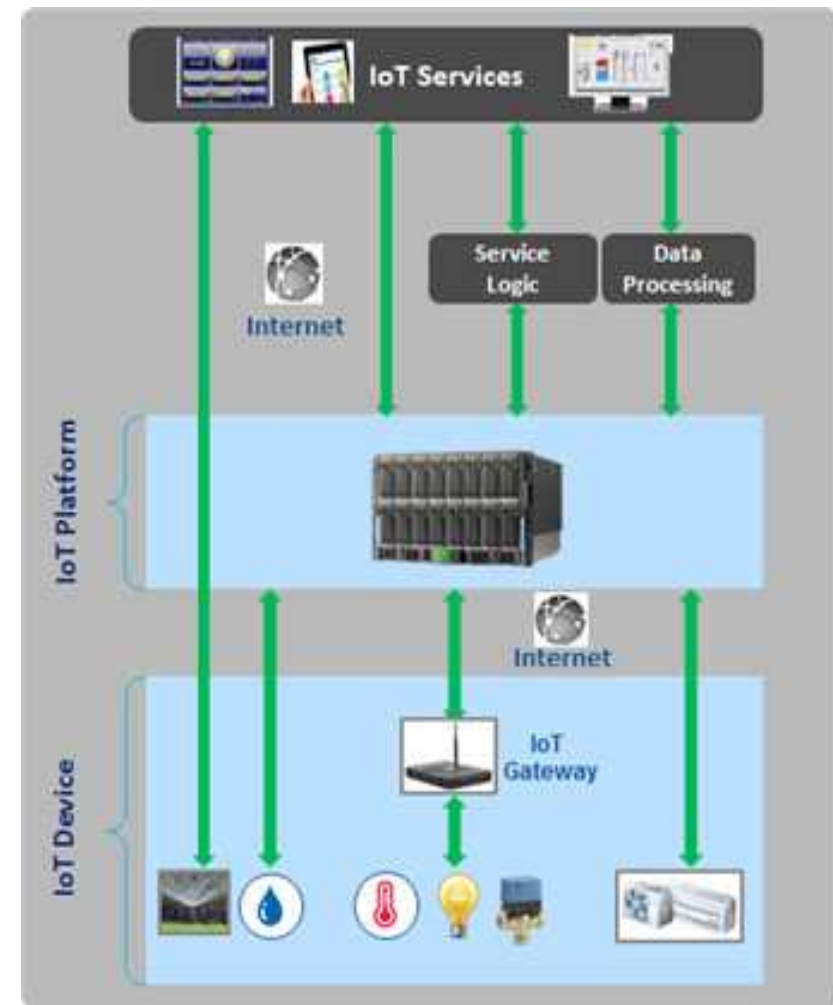 IoT Services
Service
Logic
Data
Processing
Internet
IoT Platform
Internet
IoT
Gateway
IoT Device